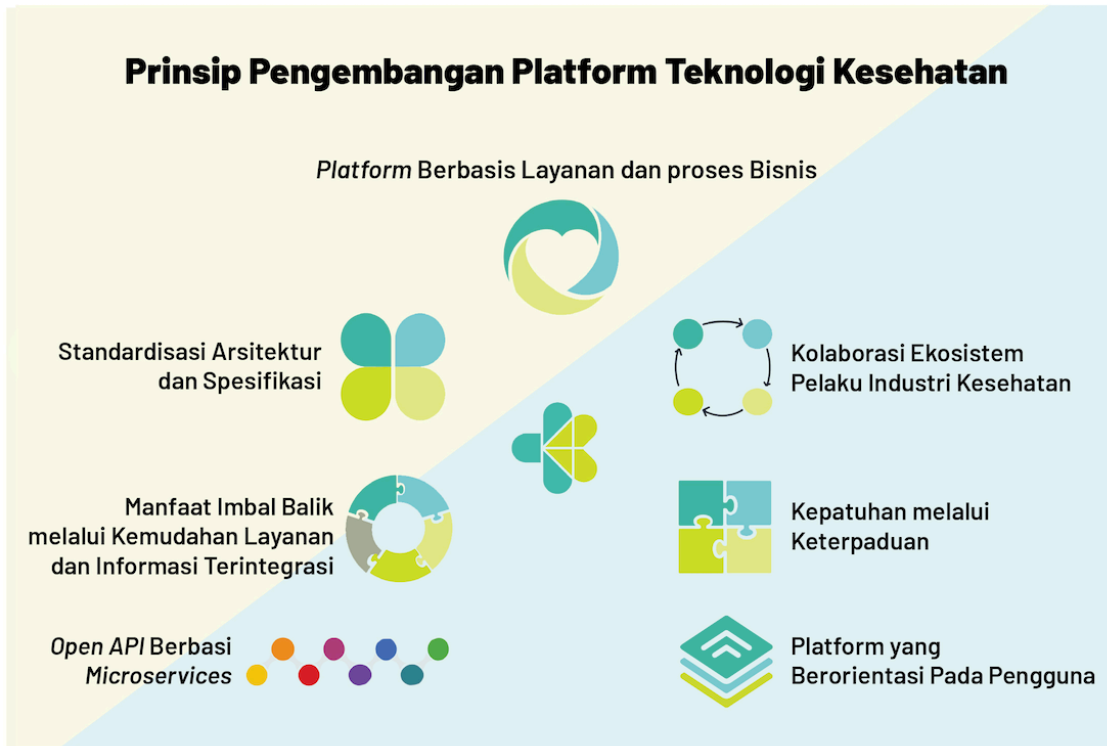 Prinsip Pengembangan Platform Teknologi Kesehatan
Platform Berbasis Layanan dan proses Bisnis
Standardisasi Arsitektur
dan Spesifikasi
Kolaborasi Ekosistem
Pelaku Industri Kesehatan
Manfaat Imbal Balik
melalui Kemudahan Layanan
dan Informasi Terintegrasi
Kepatuhan melalui
Keterpaduan
Open API Berbasi
Microservices
Platform yang
Berorientasi Pada Pengguna